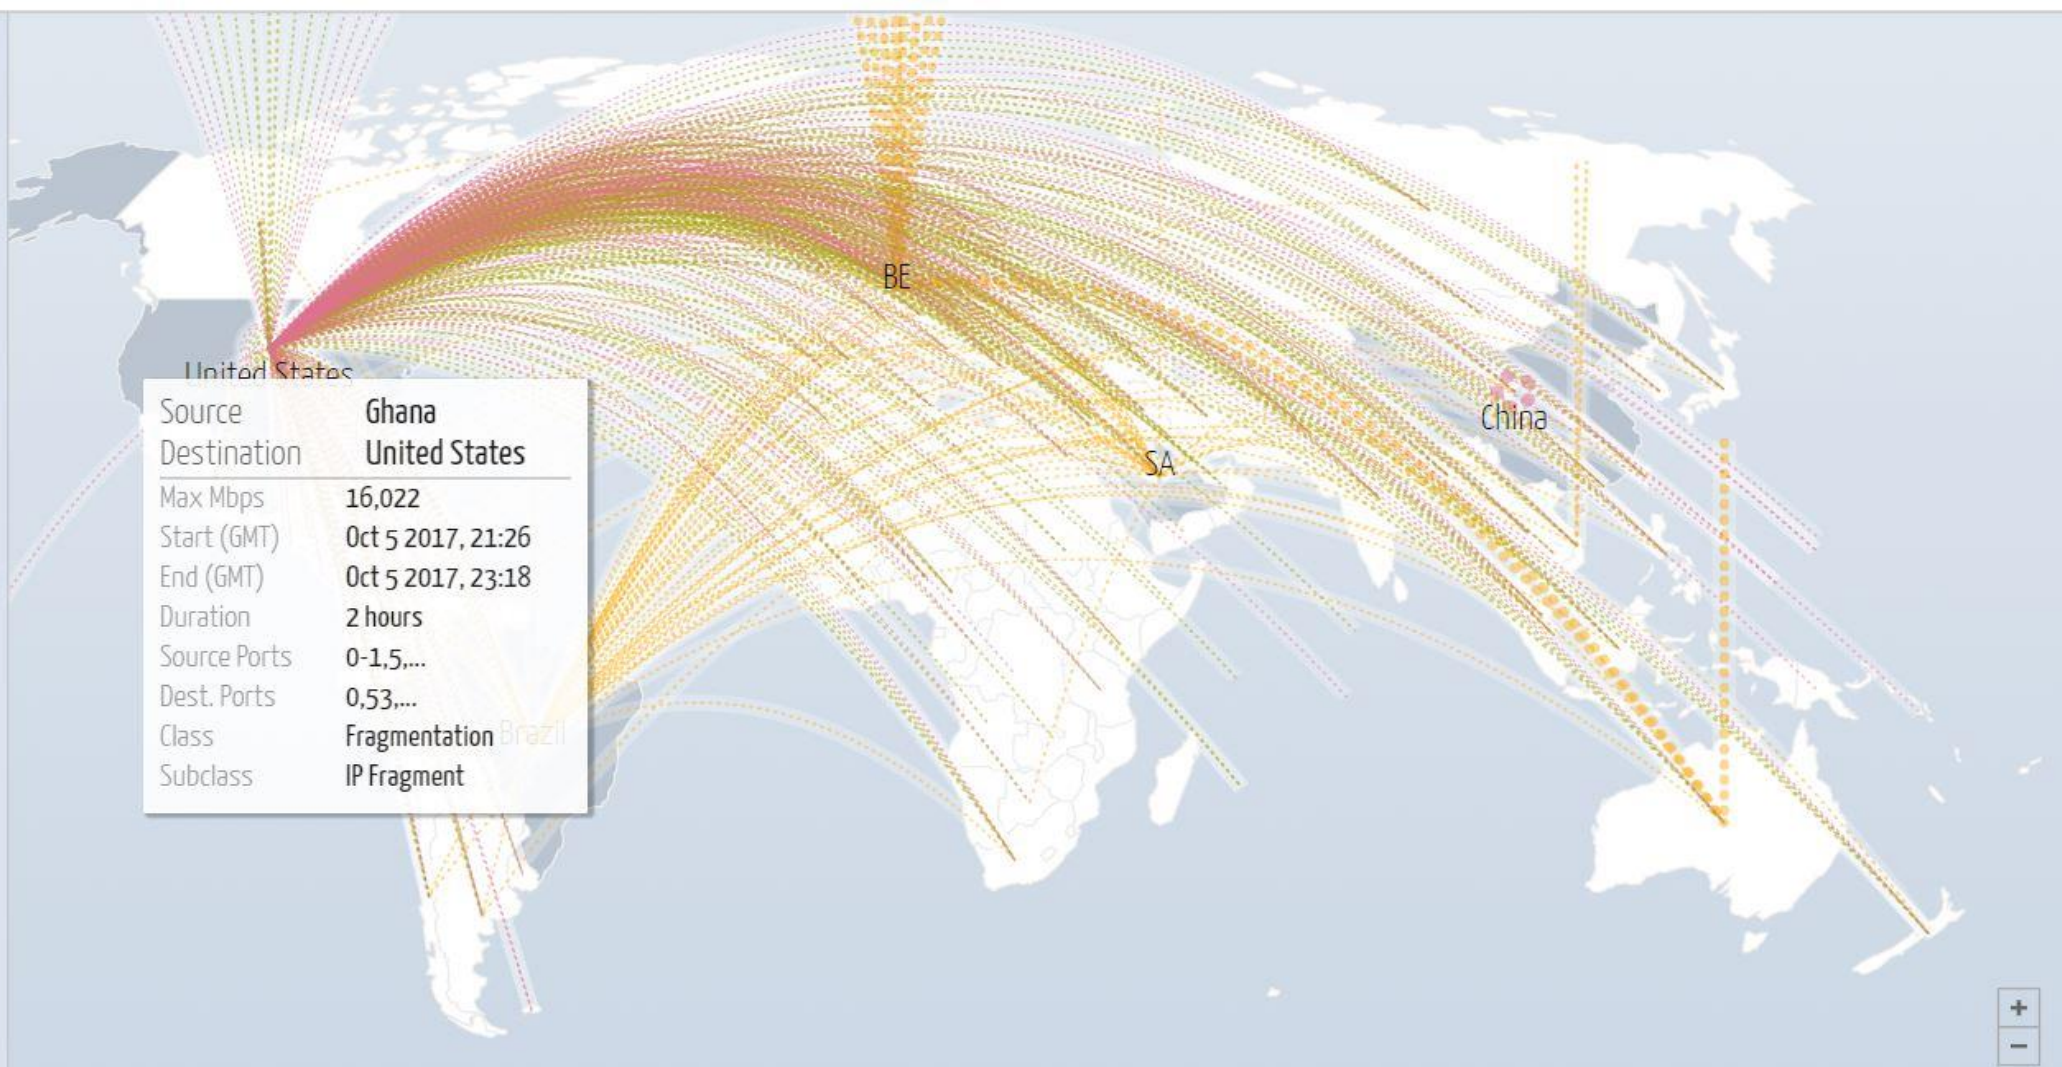 BE
United States
Source Ghana
Destination United States
Max Mbps 16,022
Start (GMT) Oct 5 2017, 21:26
End (GMT) Oct 5 2017, 23:18
Duration 2 hours
Source Ports 0-1,5,...
Dest. Ports 0,53,...
Class Fragmentation
Subclass IP Fragment
Brazil
China
SA
+
−